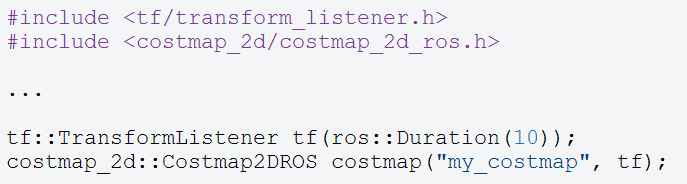 #include <tf/transform_listener.h>
#include <costmap_2d/costmap_2d_ros.h>
...
tf::TransformListener tf(ros::Duration(10));
costmap_2d::Costmap2DROS costmap("my_costmap", tf);